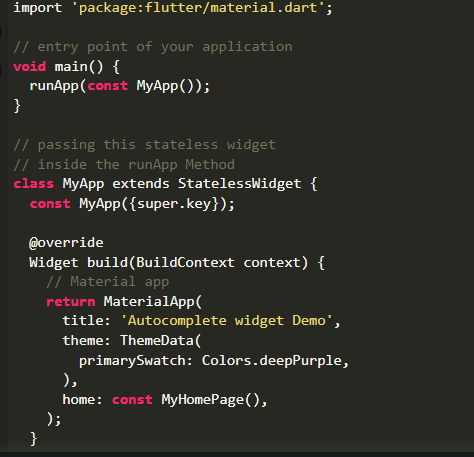 import 'package:flutter/material.dart';
// entry point of your application
void main() {
  runApp(const MyApp());
}
// passing this stateless widget
// inside the runApp Method
class MyApp extends StatelessWidget {
  const MyApp({super.key});
  @override
  Widget build(BuildContext context) {
    // Material app
    return MaterialApp(
      title: 'Autocomplete widget Demo',
      theme: ThemeData(
        primarySwatch: Colors.deepPurple,
      ),
      home: const MyHomePage(),
    );
  }